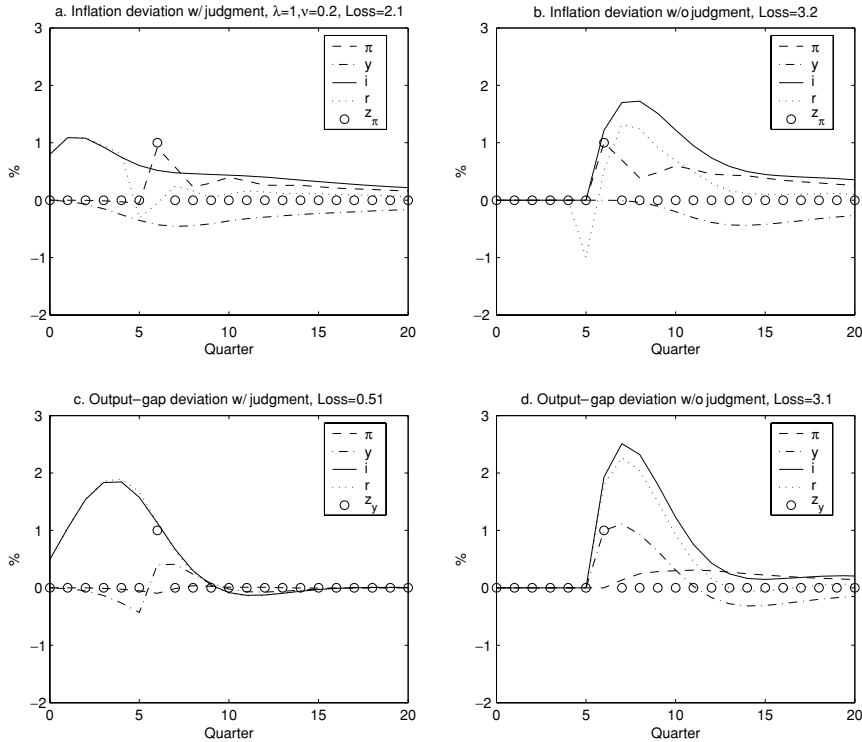 a. Inflation deviation w/ judgment, λ=1,ν=0.2, Loss=2.1
3
2
1
0
−1
−2
%
π
y
i
r
z_π
0
5
10
15
20
Quarter
b. Inflation deviation w/o judgment, Loss=3.2
3
2
1
0
−1
−2
%
π
y
i
r
z_π
0
5
10
15
20
Quarter
c. Output−gap deviation w/ judgment, Loss=0.51
3
2
1
0
−1
−2
%
π
y
i
r
z_y
0
5
10
15
20
Quarter
d. Output−gap deviation w/o judgment, Loss=3.1
3
2
1
0
−1
−2
%
π
y
i
r
z_y
0
5
10
15
20
Quarter